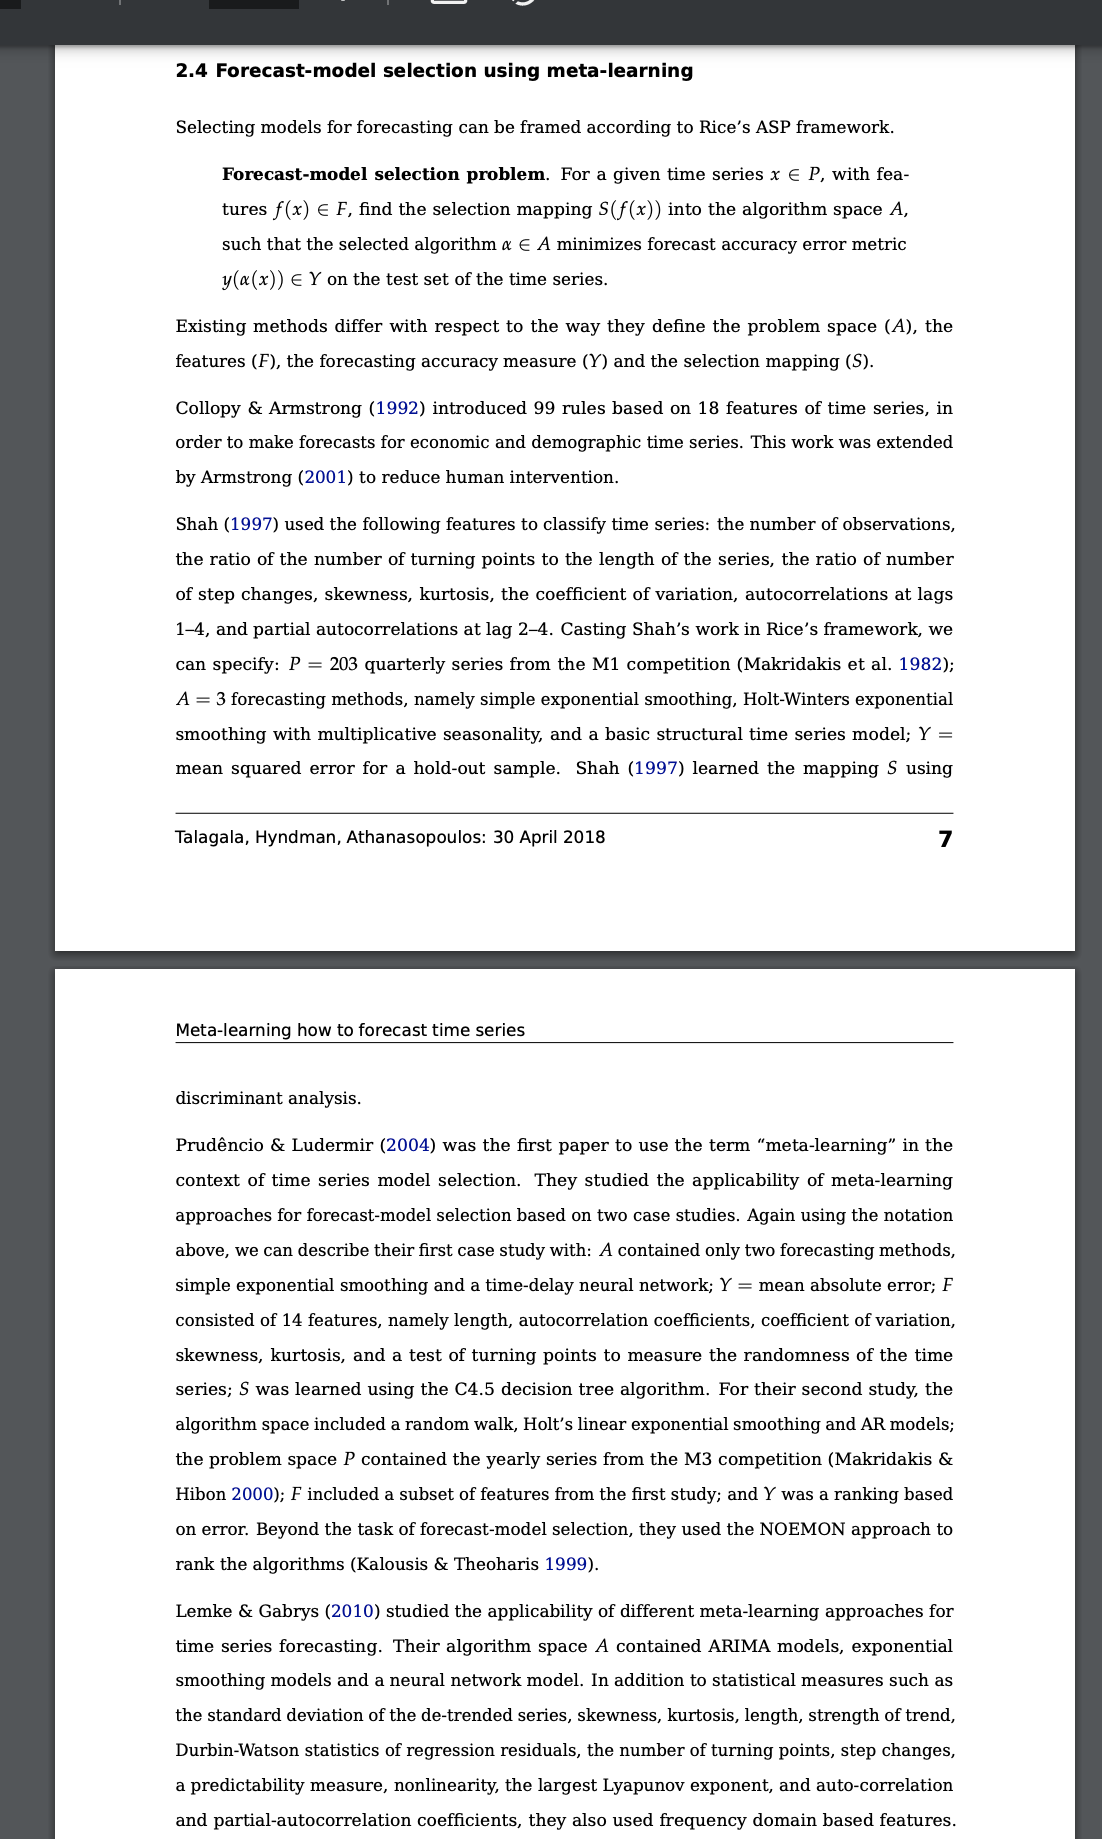 2.4 Forecast-model selection using meta-learning
Selecting models for forecasting can be framed according to Rice’s ASP framework.
Forecast-model selection problem. For a given time series x ∈ P, with fea-
tures f(x) ∈ F, find the selection mapping S(f(x)) into the algorithm space A,
such that the selected algorithm α ∈ A minimizes forecast accuracy error metric
y(α(x)) ∈ Y on the test set of the time series.
Existing methods differ with respect to the way they define the problem space (A), the
features (F), the forecasting accuracy measure (Y) and the selection mapping (S).
Collopy & Armstrong (1992) introduced 99 rules based on 18 features of time series, in
order to make forecasts for economic and demographic time series. This work was extended
by Armstrong (2001) to reduce human intervention.
Shah (1997) used the following features to classify time series: the number of observations,
the ratio of the number of turning points to the length of the series, the ratio of number
of step changes, skewness, kurtosis, the coefficient of variation, autocorrelations at lags
1–4, and partial autocorrelations at lag 2–4. Casting Shah’s work in Rice’s framework, we
can specify: P = 203 quarterly series from the M1 competition (Makridakis et al. 1982);
A = 3 forecasting methods, namely simple exponential smoothing, Holt-Winters exponential
smoothing with multiplicative seasonality, and a basic structural time series model; Y =
mean squared error for a hold-out sample. Shah (1997) learned the mapping S using
Talagala, Hyndman, Athanasopoulos: 30 April 2018 7
Meta-learning how to forecast time series
discriminant analysis.
Prudêncio & Ludermir (2004) was the first paper to use the term “meta-learning” in the
context of time series model selection. They studied the applicability of meta-learning
approaches for forecast-model selection based on two case studies. Again using the notation
above, we can describe their first case study with: A contained only two forecasting methods,
simple exponential smoothing and a time-delay neural network; Y = mean absolute error; F
consisted of 14 features, namely length, autocorrelation coefficients, coefficient of variation,
skewness, kurtosis, and a test of turning points to measure the randomness of the time
series; S was learned using the C4.5 decision tree algorithm. For their second study, the
algorithm space included a random walk, Holt’s linear exponential smoothing and AR models;
the problem space P contained the yearly series from the M3 competition (Makridakis &
Hibon 2000); F included a subset of features from the first study; and Y was a ranking based
on error. Beyond the task of forecast-model selection, they used the NOEMON approach to
rank the algorithms (Kalousis & Theoharis 1999).
Lemke & Gabrys (2010) studied the applicability of different meta-learning approaches for
time series forecasting. Their algorithm space A contained ARIMA models, exponential
smoothing models and a neural network model. In addition to statistical measures such as
the standard deviation of the de-trended series, skewness, kurtosis, length, strength of trend,
Durbin-Watson statistics of regression residuals, the number of turning points, step changes,
a predictability measure, nonlinearity, the largest Lyapunov exponent, and auto-correlation
and partial-autocorrelation coefficients, they also used frequency domain based features.